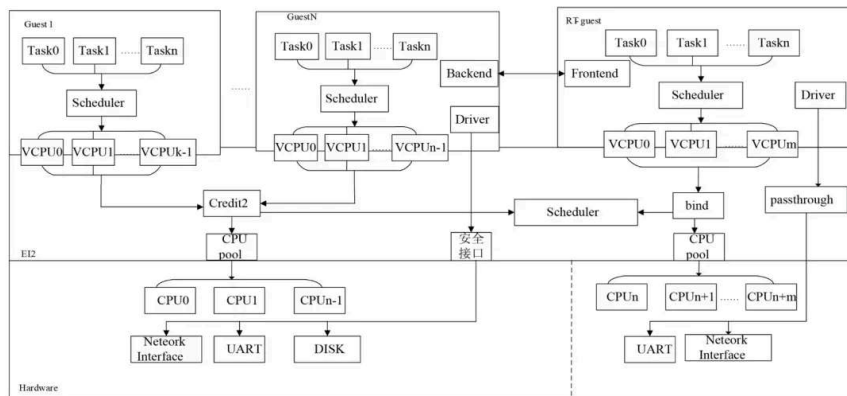 Guest 1
Task0
Task1
......
Taskn
Scheduler
VCPU0
VCPU1
......
VCPUk-1
......
GuestN
Task0
Task1
......
Taskn
Scheduler
VCPU0
VCPU1
......
VCPUn-1
Backend
Driver
RT-guest
Frontend
Task0
Task1
......
Taskn
Scheduler
VCPU0
VCPU1
......
VCPUm
Driver
Credit2
Scheduler
bind
passthrough
CPU
pool
安全
接口
CPU
pool
EI2
CPU0
CPU1
CPUn-1
CPUn
CPUn+1
......
CPUn+m
Neteork
Interface
UART
DISK
UART
Neteork
Interface
Hardware